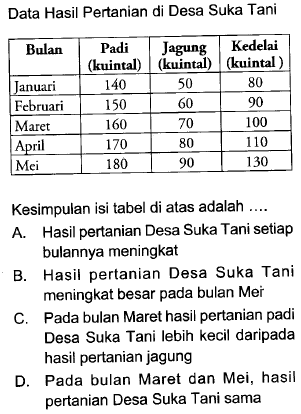 Data Hasil Pertanian di Desa Suka Tani
Bulan Padi (kuintal) Jagung (kuintal) Kedelai (kuintal )
Januari 140 50 80
Februari 150 60 90
Maret 160 70 100
April 170 80 110
Mei 180 90 130
Kesimpulan isi tabel di atas adalah ....
A. Hasil pertanian Desa Suka Tani setiap
bulannya meningkat
B. Hasil pertanian Desa Suka Tani
meningkat besar pada bulan Mei
C. Pada bulan Maret hasil pertanian padi
Desa Suka Tani lebih kecil daripada
hasil pertanian jagung
D. Pada bulan Maret dan Mei, hasil
pertanian Desa Suka Tani sama